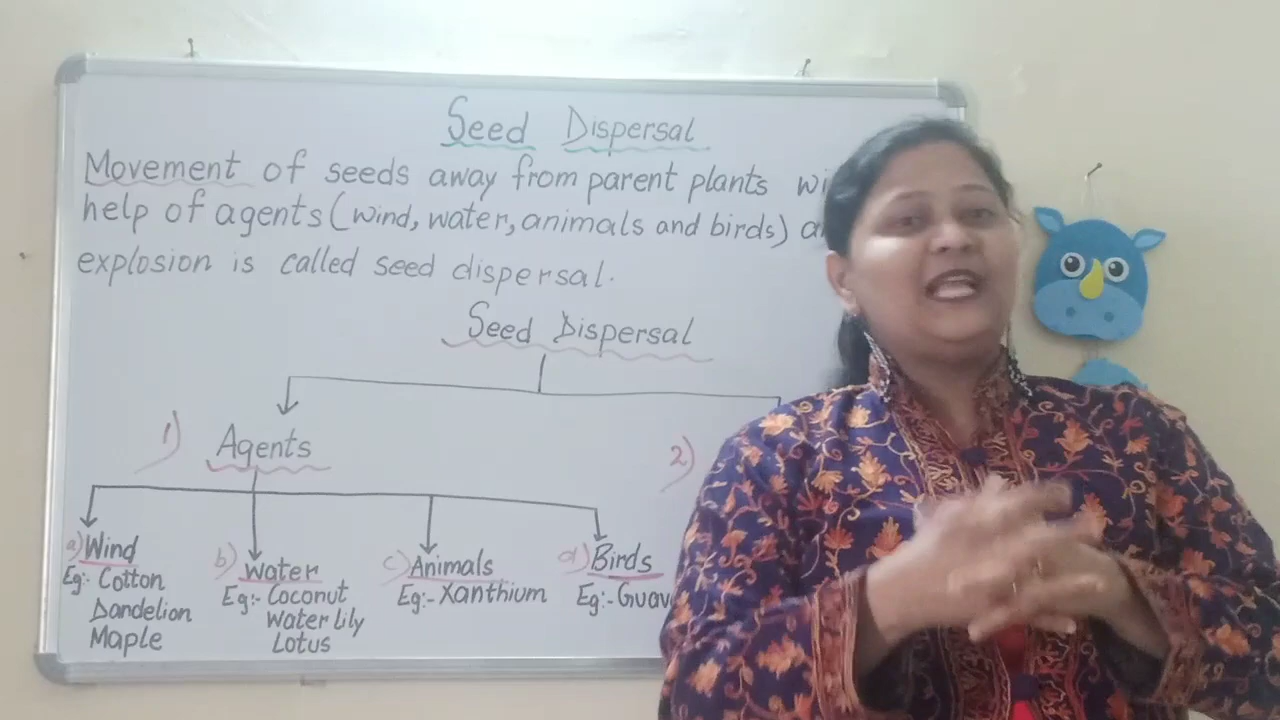 Seed Dispersal
Movement of seeds away from parent plants
help of agents (wind, water, animals and birds)
explosion is called seed dispersal.
Seed Dispersal
1) Agents 2)
a) Wind b) Water c) Animals d) Birds
Eg:- Cotton Eg:- Coconut Eg:- Xanthium Eg:-
Dandelion Water Lily
Maple Lotus